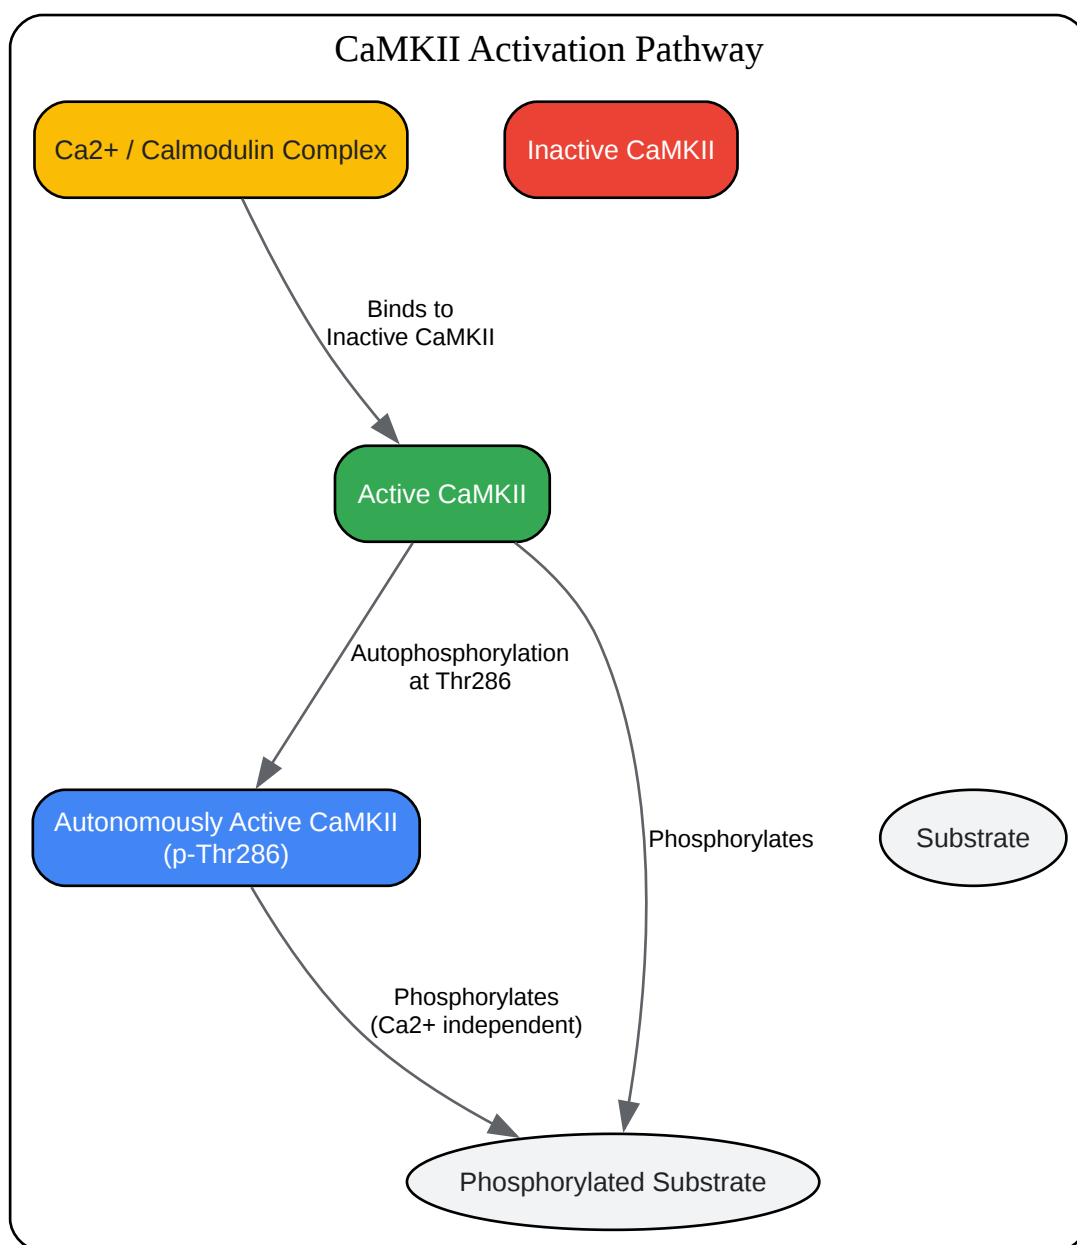 CaMKII Activation Pathway
Ca2+ / Calmodulin Complex
Inactive CaMKII
Binds to
Inactive CaMKII
Active CaMKII
Autophosphorylation
at Thr286
Autonomously Active CaMKII
(p-Thr286)
Phosphorylates
Substrate
Phosphorylates
(Ca2+ independent)
Phosphorylated Substrate